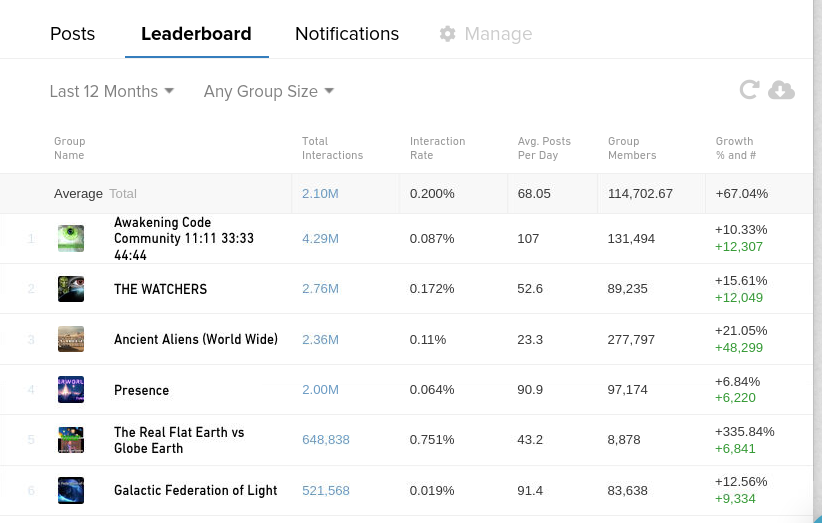 Posts Leaderboard Notifications Manage
Last 12 Months Any Group Size
Group Name Total Interactions Interaction Rate Avg. Posts Per Day Group Members Growth % and #
Average Total 2.10M 0.200% 68.05 114,702.67 +67.04%
1 Awakening Code Community 11:11 33:33 44:44 4.29M 0.087% 107 131,494 +10.33% +12,307
2 THE WATCHERS 2.76M 0.172% 52.6 89,235 +15.61% +12,049
3 Ancient Aliens (World Wide) 2.36M 0.11% 23.3 277,797 +21.05% +48,299
4 Presence 2.00M 0.064% 90.9 97,174 +6.84% +6,220
5 The Real Flat Earth vs Globe Earth 648,838 0.751% 43.2 8,878 +335.84% +6,841
6 Galactic Federation of Light 521,568 0.019% 91.4 83,638 +12.56% +9,334